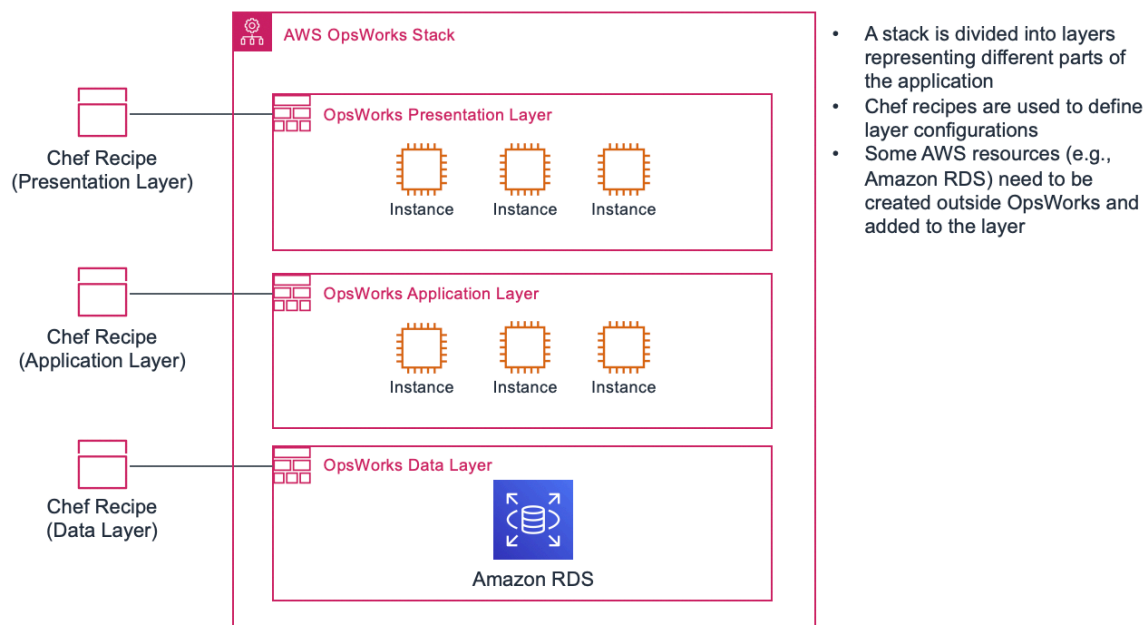 AWS OpsWorks Stack
OpsWorks Presentation Layer
Chef Recipe
(Presentation Layer)
Instance
Instance
Instance
OpsWorks Application Layer
Chef Recipe
(Application Layer)
Instance
Instance
Instance
OpsWorks Data Layer
Chef Recipe
(Data Layer)
Amazon RDS
• A stack is divided into layers
representing different parts of
the application
• Chef recipes are used to define
layer configurations
• Some AWS resources (e.g.,
Amazon RDS) need to be
created outside OpsWorks and
added to the layer